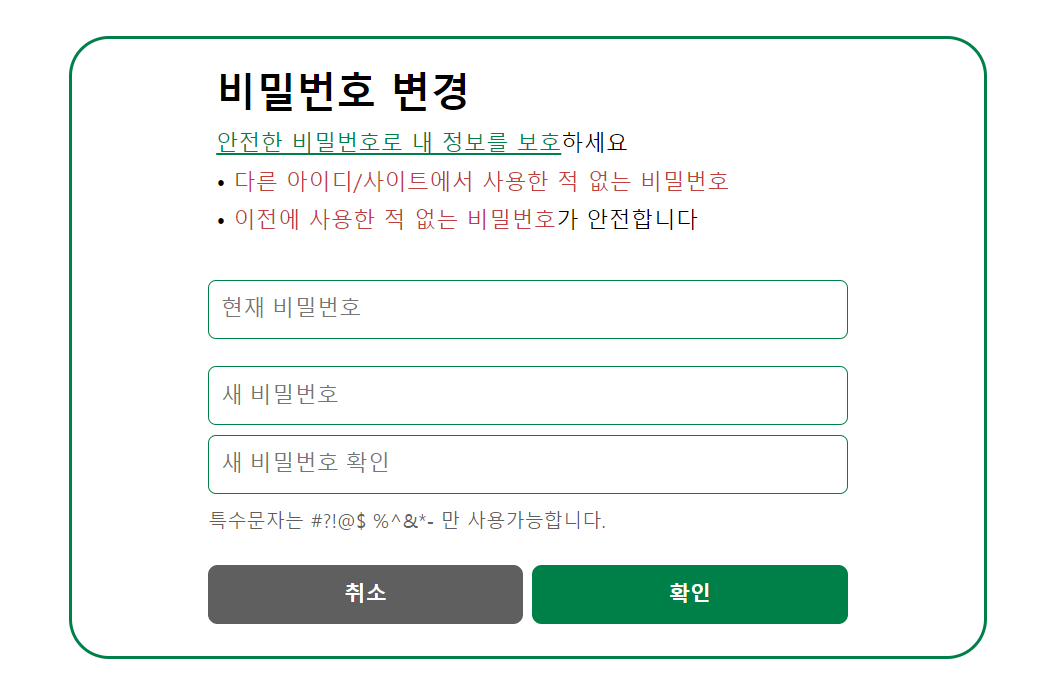 비밀번호 변경
안전한 비밀번호로 내 정보를 보호하세요
• 다른 아이디/사이트에서 사용한 적 없는 비밀번호
• 이전에 사용한 적 없는 비밀번호가 안전합니다
현재 비밀번호
새 비밀번호
새 비밀번호 확인
특수문자는 #?!@$ %^&*- 만 사용가능합니다.
취소
확인